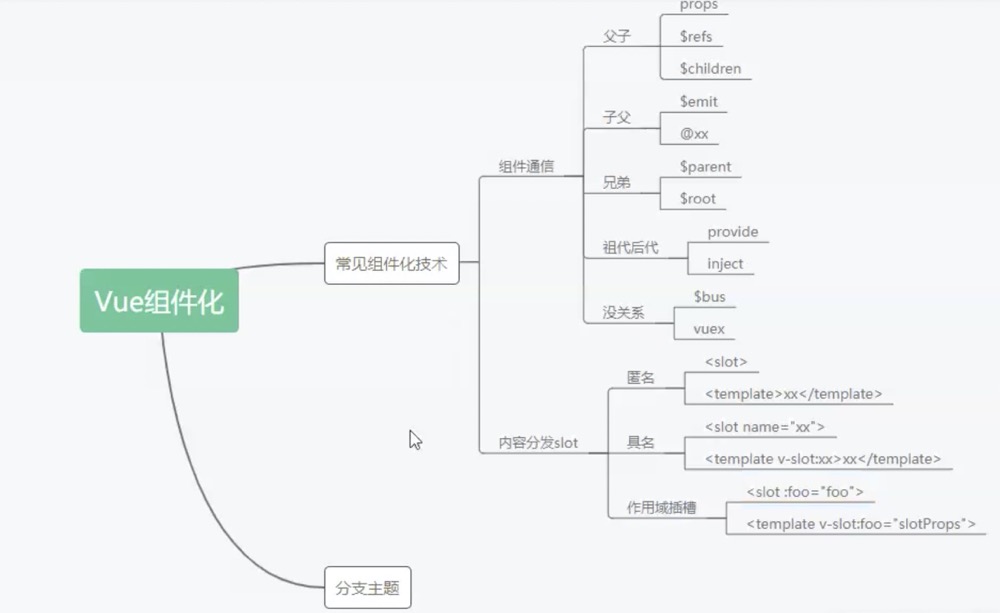 props
父子
$refs
$children
$emit
子父
@xx
组件通信
$parent
兄弟
$root
provide
祖代后代
inject
常见组件化技术
$bus
Vue组件化
没关系
vuex
<slot>
匿名
<template>xx</template>
<slot name="xx">
内容分发slot
具名
<template v-slot:xx>xx</template>
<slot :foo="foo">
作用域插槽
<template v-slot:foo="slotProps">
分支主题